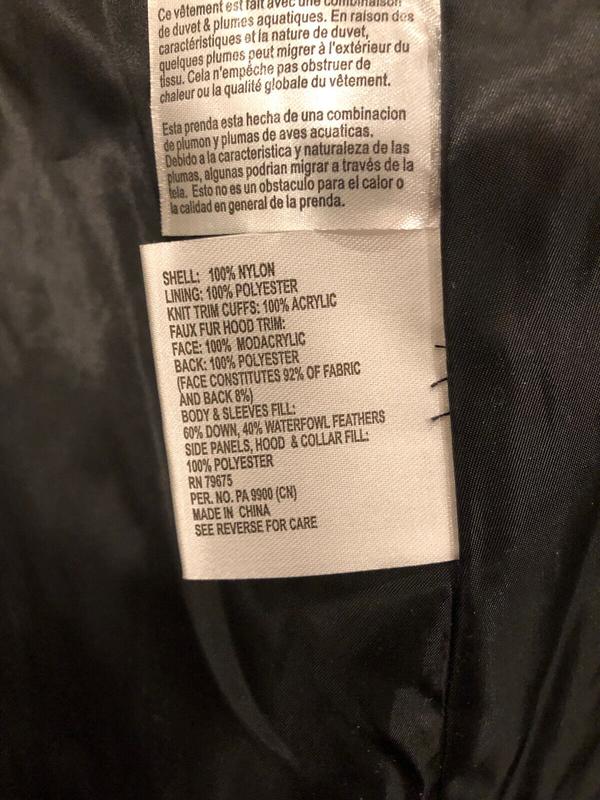 Ce vêtement est fait avec une combinaison
de duvet & plumes aquatiques. En raison des
caractéristiques et la nature de duvet,
quelques plumes peut migrer à l'extérieur du
tissu. Cela n'empêche pas obstruer de
chaleur ou la qualité globale du vêtement.
Esta prenda esta hecha de una combinacion
de plumon y plumas de aves acuaticas.
Debido a la caracteristica y naturaleza de las
plumas, algunas podrian migrar a través de la
tela. Esto no es un obstaculo para el calor o
la calidad en general de la prenda.
SHELL: 100% NYLON
LINING: 100% POLYESTER
KNIT TRIM CUFFS: 100% ACRYLIC
FAUX FUR HOOD TRIM:
FACE: 100% MODACRYLIC
BACK: 100% POLYESTER
(FACE CONSTITUTES 92% OF FABRIC
AND BACK 8%)
BODY & SLEEVES FILL:
60% DOWN, 40% WATERFOWL FEATHERS
SIDE PANELS, HOOD & COLLAR FILL:
100% POLYESTER
RN 79675
PER. NO. PA 9900 (CN)
MADE IN CHINA
SEE REVERSE FOR CARE